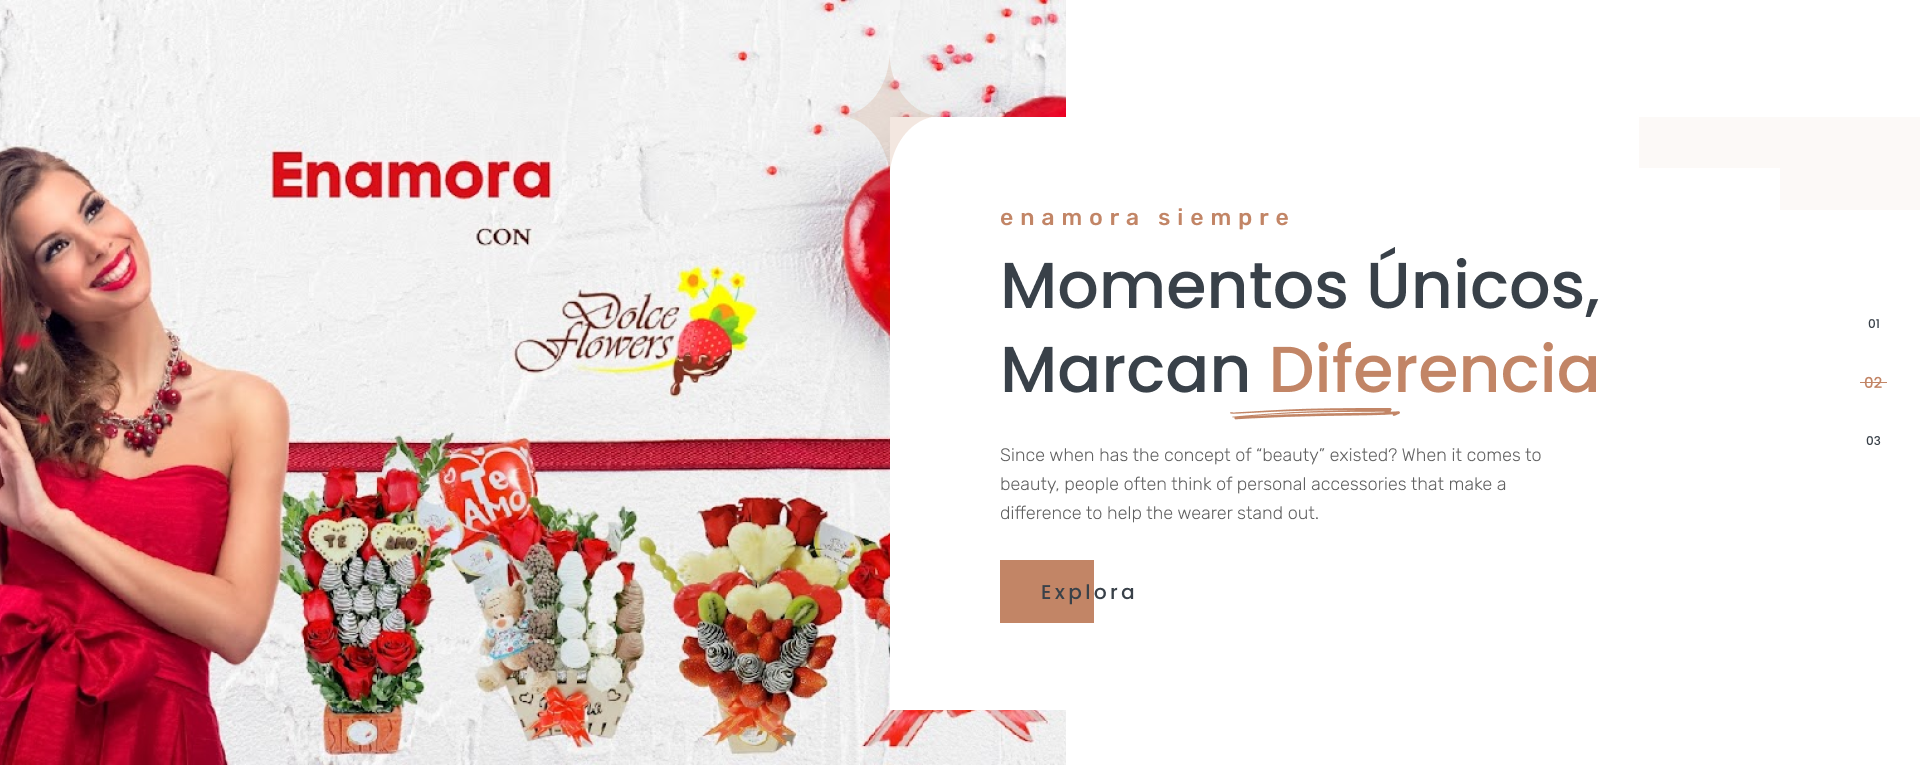 Enamora
CON
Dolce
Flowers
Te
AMO
TE AMO
enamora siempre
Momentos Únicos,
Marcan Diferencia
Since when has the concept of “beauty” existed? When it comes to
beauty, people often think of personal accessories that make a
difference to help the wearer stand out.
Explora
01
02
03